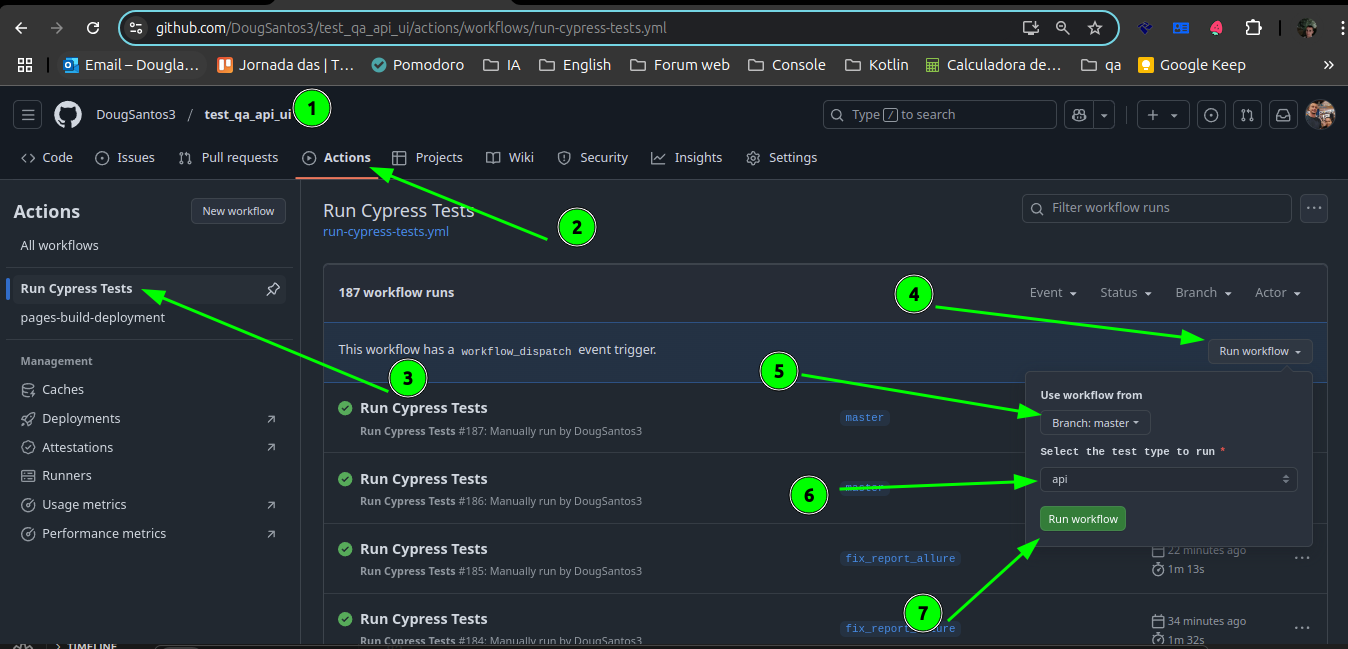 github.com/DougSantos3/test_qa_api_ui/actions/workflows/run-cypress-tests.yml
Email – Dougla... Jornada das | T... Pomodoro IA English Forum web Console Kotlin Calculadora de... qa Google Keep »
DougSantos3 / test_qa_api_ui 1 Type / to search
Code Issues Pull requests Actions Projects Wiki Security Insights Settings
Actions
New workflow
All workflows
Run Cypress Tests
pages-build-deployment
Management
Caches
Deployments
Attestations
Runners
Usage metrics
Performance metrics
Run Cypress Tests
run-cypress-tests.yml
2
Filter workflow runs
3
4
187 workflow runs
Event Status Branch Actor
This workflow has a workflow_dispatch event trigger.
Run workflow
5
Use workflow from
Branch: master
Select the test type to run *
6
api
Run workflow
7
Run Cypress Tests
Run Cypress Tests #187: Manually run by DougSantos3
master
Run Cypress Tests
Run Cypress Tests #186: Manually run by DougSantos3
master
Run Cypress Tests
Run Cypress Tests #185: Manually run by DougSantos3
fix_report_allure
22 minutes ago
1m 13s
Run Cypress Tests
Run Cypress Tests #184: Manually run by DougSantos3
fix_report_allure
34 minutes ago
1m 32s
TIMELINE